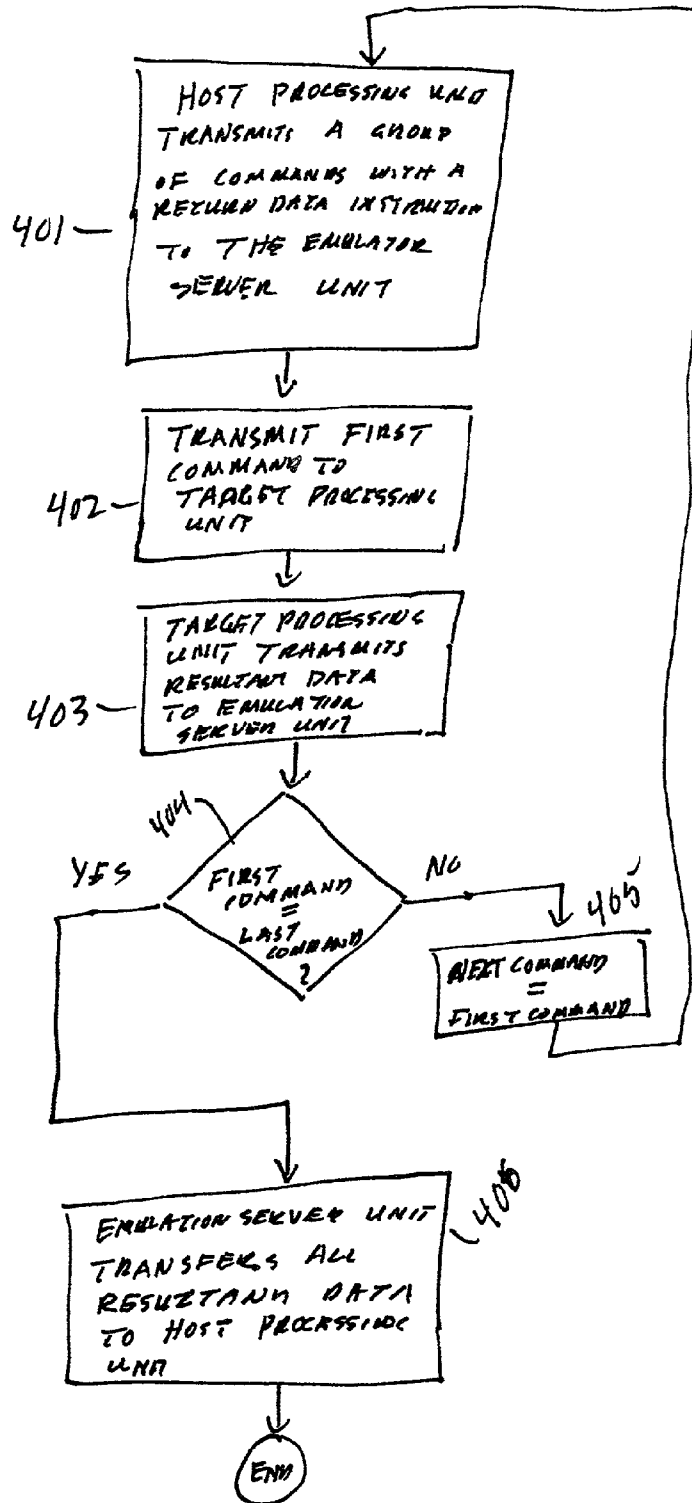 HOST PROCESSING UNIT
TRANSMITS A GROUP
OF COMMANDS WITH A
RETURN DATA INSTRUCTION
TO THE EMULATOR
SERVER UNIT
401
TRANSMIT FIRST
COMMAND TO
TARGET PROCESSING
UNIT
402
TARGET PROCESSING
UNIT TRANSMITS
RESULTANT DATA
TO EMULATION
SERVER UNIT
403
404
YES
FIRST
COMMAND
=
LAST
COMMAND
?
NO
405
NEXT COMMAND
=
FIRST COMMAND
EMULATION SERVER UNIT
TRANSFERS ALL
RESULTANT DATA
TO HOST PROCESSING
UNIT
406
END